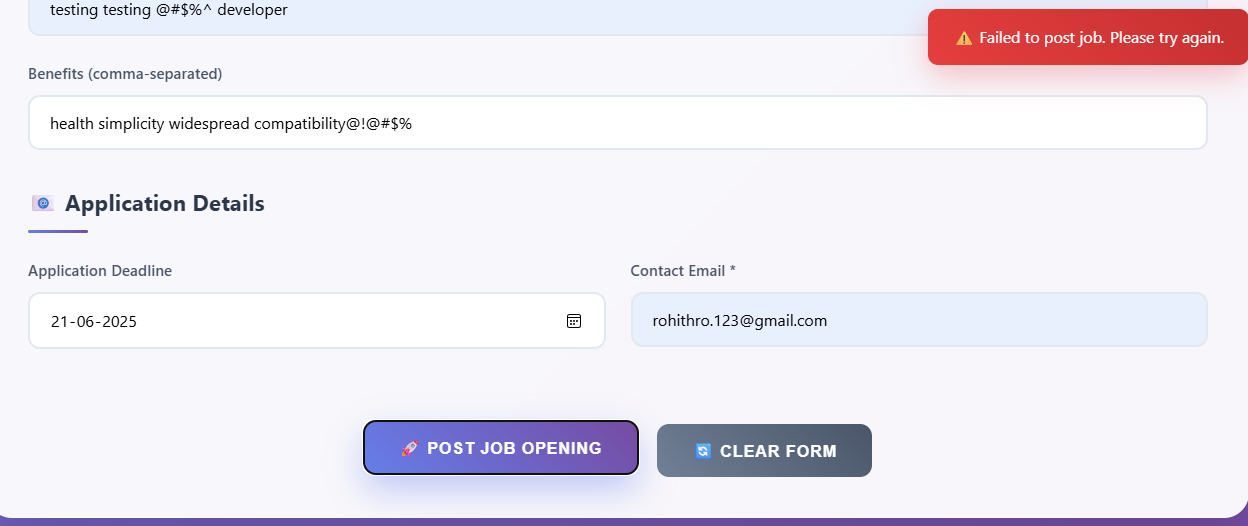 testing testing @#$%^ developer
⚠️ Failed to post job. Please try again.
Benefits (comma-separated)
health simplicity widespread compatibility@!@#$%
📧 Application Details
Application Deadline
Contact Email *
21-06-2025
rohithro.123@gmail.com
🚀 POST JOB OPENING
🔄 CLEAR FORM